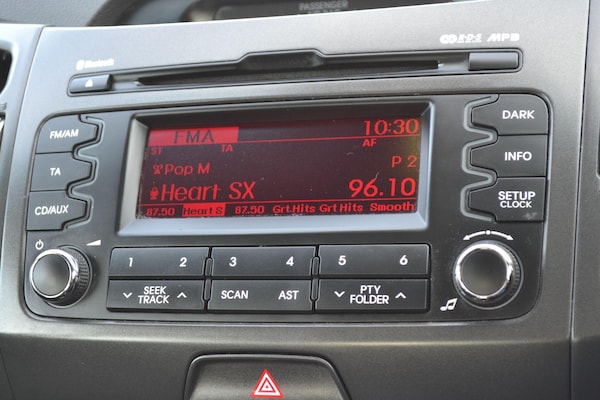 PASSENGER
Bluetooth
CD RDS MP3
FM/AM
TA
CD/AUX
FMA 10:30
ST TA AF
Pop M P 2
Heart SX 96.10
87.50 Heart S 87.50 Grt.Hits Grt Hits Smooth
DARK
INFO
SETUP
CLOCK
1 2 3 4 5 6
SEEK
TRACK
SCAN AST
PTY
FOLDER